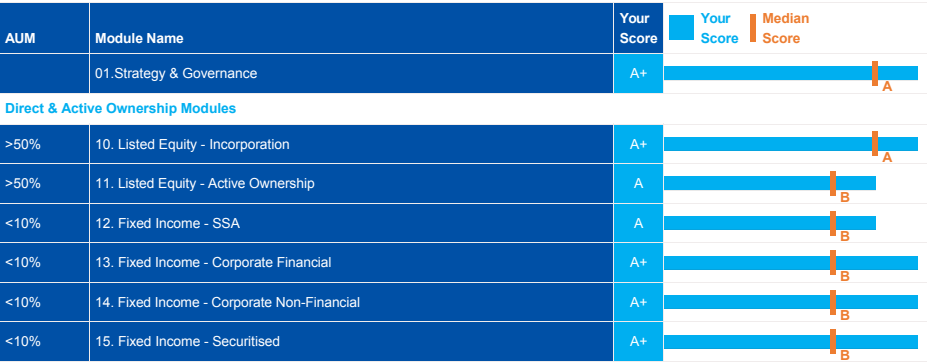 AUM Module Name Your Score Your Score Median Score
01.Strategy & Governance A+ A
Direct & Active Ownership Modules
>50% 10. Listed Equity - Incorporation A+ A
>50% 11. Listed Equity - Active Ownership A B
<10% 12. Fixed Income - SSA A B
<10% 13. Fixed Income - Corporate Financial A+ B
<10% 14. Fixed Income - Corporate Non-Financial A+ B
<10% 15. Fixed Income - Securitised A+ B